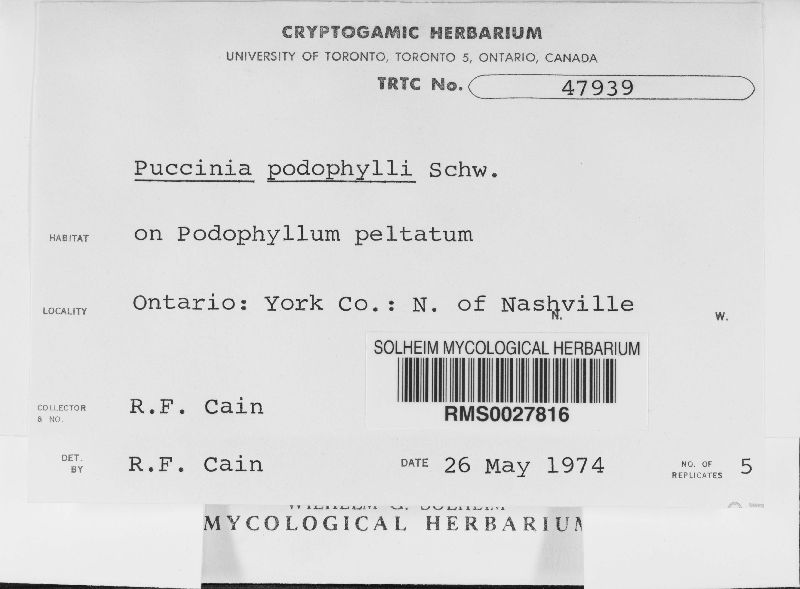 CRYPTOGAMIC HERBARIUM
UNIVERSITY OF TORONTO, TORONTO 5, ONTARIO, CANADA
TRTC No. 47939
Puccinia podophylli Schw.
HABITAT on Podophyllum peltatum
LOCALITY Ontario: York Co.: N. of Nashville
N. W.
SOLHEIM MYCOLOGICAL HERBARIUM
RMS0027816
COLLECTOR & NO. R.F. Cain
DET. BY R.F. Cain DATE 26 May 1974 NO. OF REPLICATES 5
WILHELM G. SOLHEIM
MYCOLOGICAL HERBARIUM